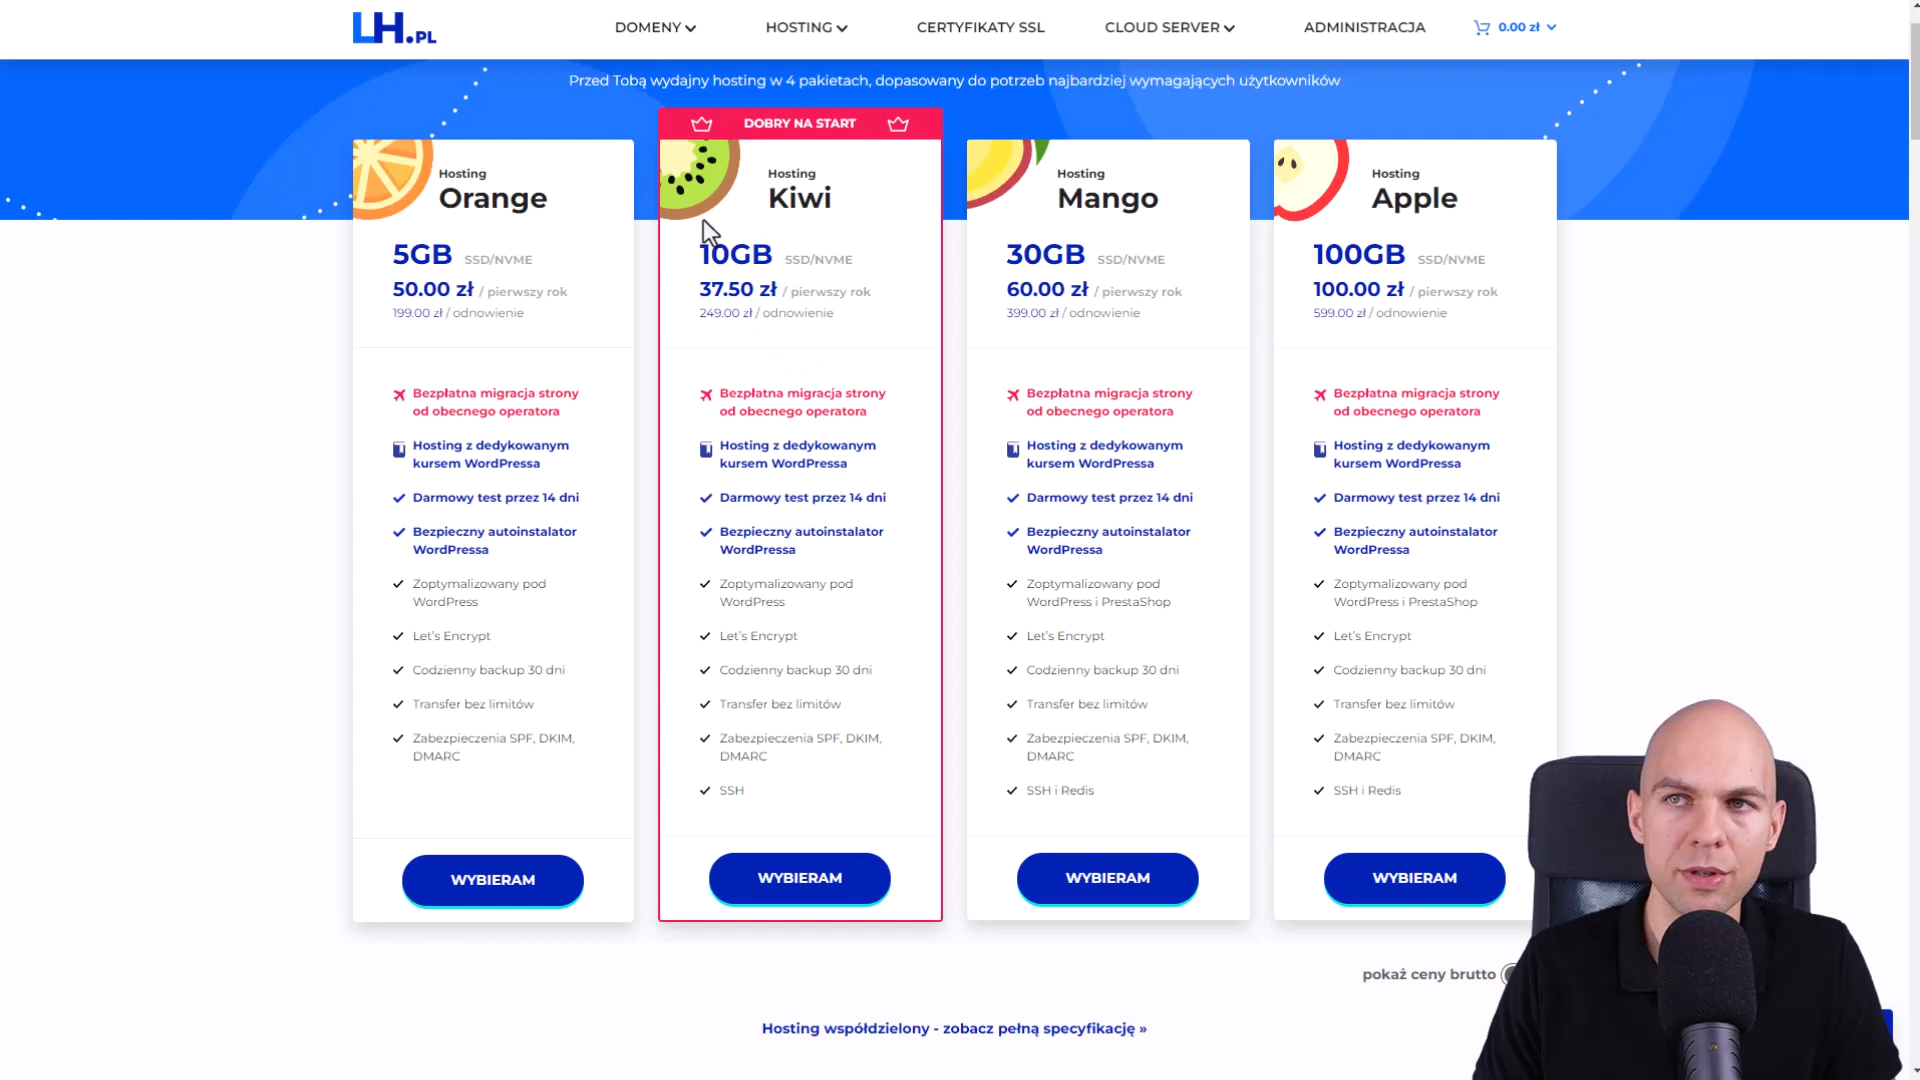 LH.PL
DOMENY
HOSTING
CERTYFIKATY SSL
CLOUD SERVER
ADMINISTRACJA
0.00 zł
Przed Tobą wydajny hosting w 4 pakietach, dopasowany do potrzeb najbardziej wymagających użytkowników
Hosting
Orange
5GB SSD/NVME
50.00 zł / pierwszy rok
199.00 zł / odnowienie
Bezpłatna migracja strony
od obecnego operatora
Hosting z dedykowanym
kursem WordPressa
Darmowy test przez 14 dni
Bezpieczny autoinstalator
WordPressa
Zoptymalizowany pod
WordPress
Let's Encrypt
Codzienny backup 30 dni
Transfer bez limitów
Zabezpieczenia SPF, DKIM,
DMARC
WYBIERAM
DOBRY NA START
Hosting
Kiwi
10GB SSD/NVME
37.50 zł / pierwszy rok
249.00 zł / odnowienie
Bezpłatna migracja strony
od obecnego operatora
Hosting z dedykowanym
kursem WordPressa
Darmowy test przez 14 dni
Bezpieczny autoinstalator
WordPressa
Zoptymalizowany pod
WordPress
Let's Encrypt
Codzienny backup 30 dni
Transfer bez limitów
Zabezpieczenia SPF, DKIM,
DMARC
SSH
WYBIERAM
Hosting
Mango
30GB SSD/NVME
60.00 zł / pierwszy rok
399.00 zł / odnowienie
Bezpłatna migracja strony
od obecnego operatora
Hosting z dedykowanym
kursem WordPressa
Darmowy test przez 14 dni
Bezpieczny autoinstalator
WordPressa
Zoptymalizowany pod
WordPress i PrestaShop
Let's Encrypt
Codzienny backup 30 dni
Transfer bez limitów
Zabezpieczenia SPF, DKIM,
DMARC
SSH i Redis
WYBIERAM
Hosting
Apple
100GB SSD/NVME
100.00 zł / pierwszy rok
599.00 zł / odnowienie
Bezpłatna migracja strony
od obecnego operatora
Hosting z dedykowanym
kursem WordPressa
Darmowy test przez 14 dni
Bezpieczny autoinstalator
WordPressa
Zoptymalizowany pod
WordPress i PrestaShop
Let's Encrypt
Codzienny backup 30 dni
Transfer bez limitów
Zabezpieczenia SPF, DKIM,
DMARC
SSH i Redis
WYBIERAM
pokaż ceny brutto
Hosting współdzielony - zobacz pełną specyfikację »